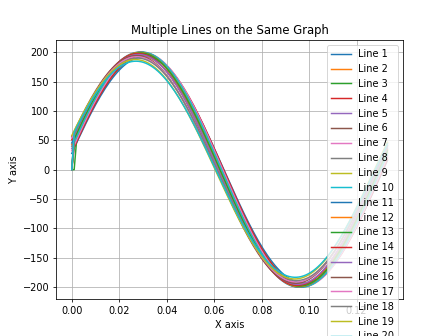 Multiple Lines on the Same Graph
Y axis
200
150
100
50
0
−50
−100
−150
−200
0.00
0.02
0.04
0.06
0.08
0.10
X axis
Line 1
Line 2
Line 3
Line 4
Line 5
Line 6
Line 7
Line 8
Line 9
Line 10
Line 11
Line 12
Line 13
Line 14
Line 15
Line 16
Line 17
Line 18
Line 19
Line 20